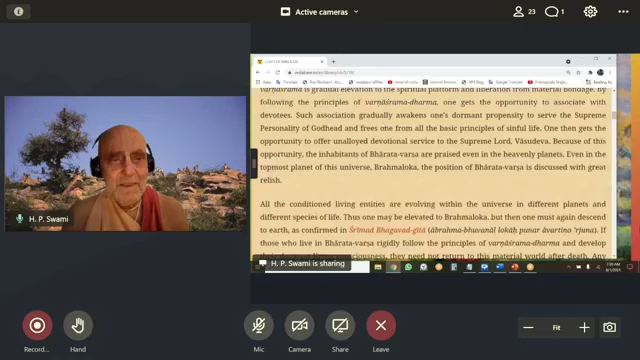 Active cameras
23
1
vedabase.io/en/library/sb/5/19/
varṇāśrama is gradual elevation to the spiritual platform and liberation from material bondage. By
following the principles of varṇāśrama-dharma, one gets the opportunity to associate with
devotees. Such association gradually awakens one's dormant propensity to serve the Supreme
Personality of Godhead and frees one from all the basic principles of sinful life. One then gets the
opportunity to offer unalloyed devotional service to the Supreme Lord, Vāsudeva. Because of this
opportunity, the inhabitants of Bhārata-varṣa are praised even in the heavenly planets. Even in the
topmost planet of this universe, Brahmaloka, the position of Bhārata-varṣa is discussed with great
relish.
All the conditioned living entities are evolving within the universe in different planets and
different species of life. Thus one may be elevated to Brahmaloka, but then one must again descend
to earth, as confirmed in Śrīmad Bhagavad-gītā (ābrahma-bhuvanāl lokāḥ punar āvartino 'rjuna). If
those who live in Bhārata-varṣa rigidly follow the principles of varṇāśrama-dharma and develop
consciousness, they need not return to this material world after death. Any
H. P. Swami
H. P. Swami is sharing
Record...
Hand
Mic
Camera
Share
Leave
Fit